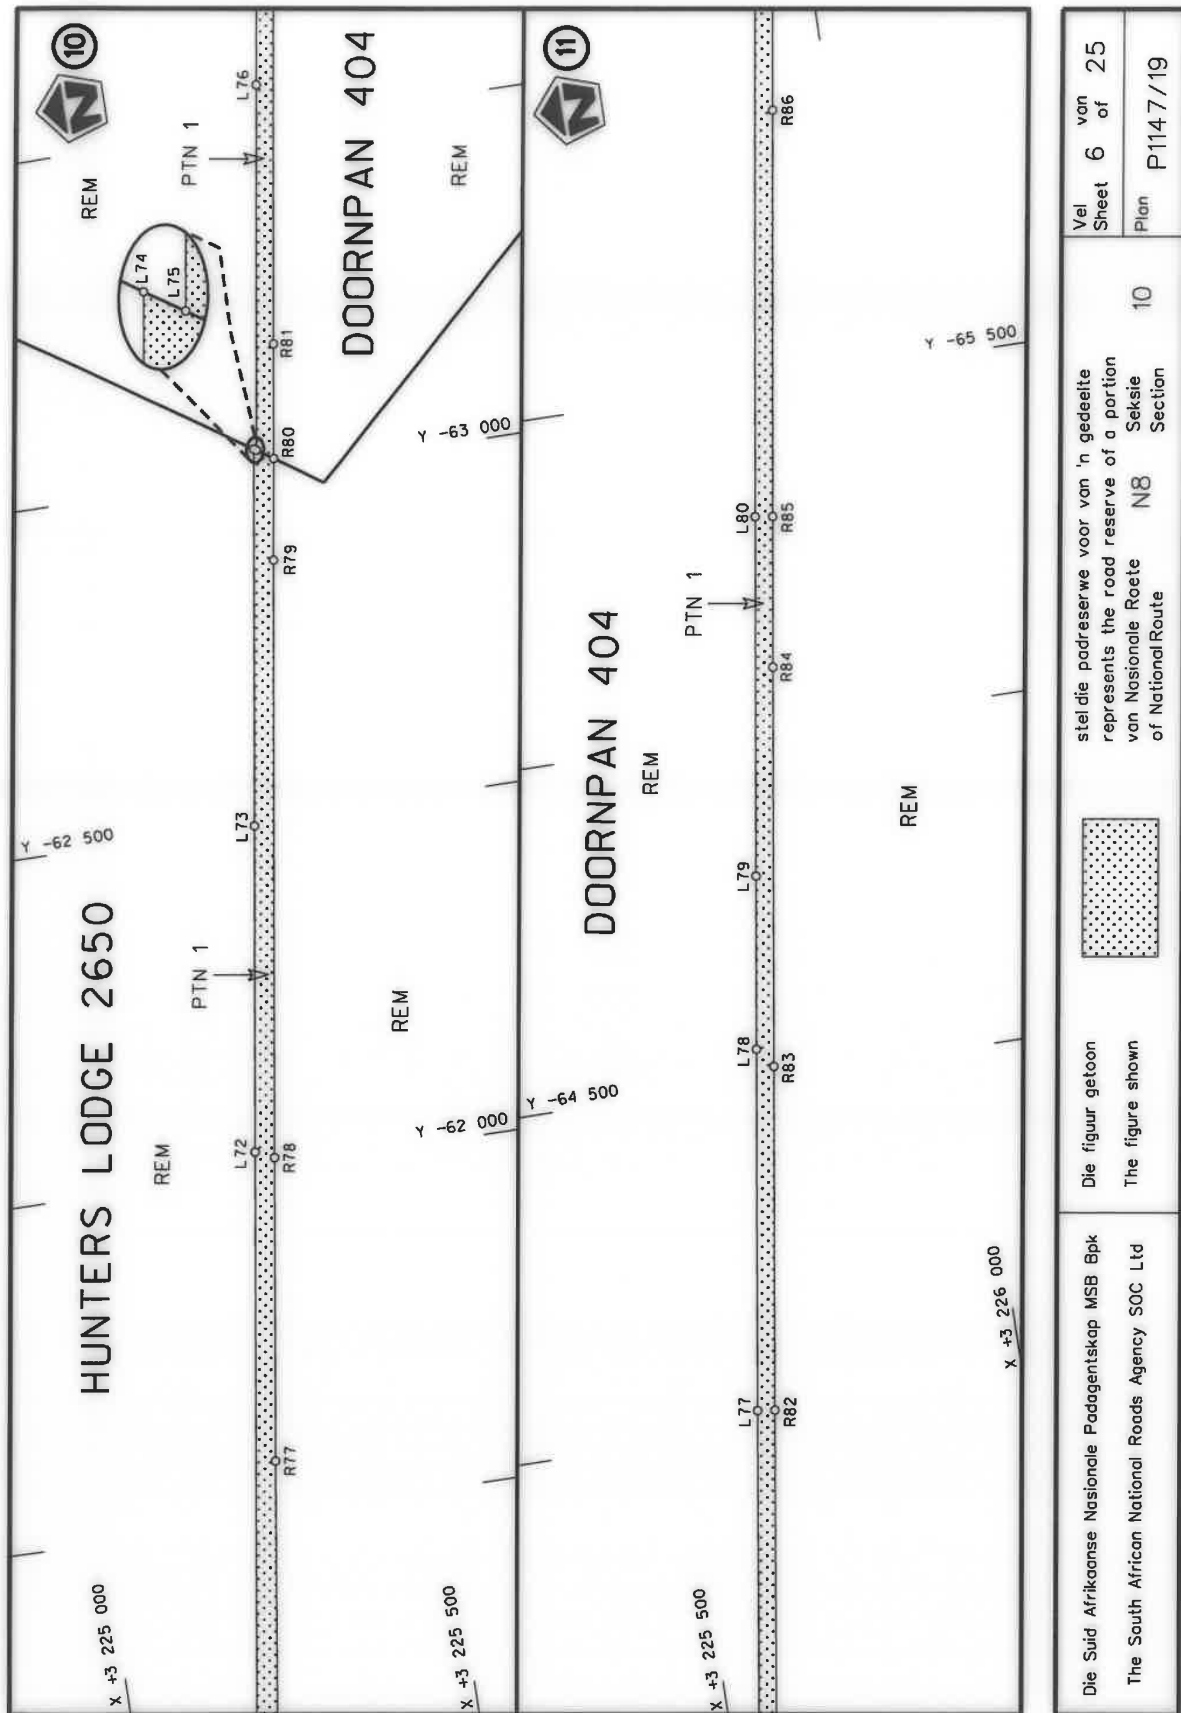 10
N
HUNTERS LODGE 2650
DOORNPAN 404
REM
REM
REM
REM
PTN 1
PTN 1
L72
L73
L74
L75
L76
R77
R78
R79
R80
R81
X +3 225 000
X +3 225 500
Y -62 000
Y -62 500
Y -63 000
11
N
DOORNPAN 404
REM
REM
PTN 1
L77
L78
L79
L80
R82
R83
R84
R85
R86
X +3 225 500
X +3 226 000
Y -64 500
Y -65 500
Die Suid Afrikaanse Nasionale Padagentskap MSB Bpk
The South African National Roads Agency SOC Ltd
Die figuur getoon
The figure shown
stel die padreserwe voor van 'n gedeelte
represents the road reserve of a portion
van Nasionale Roete N8 Seksie 10
of National Route Section
Vel 6 van 25
Sheet of
Plan P1147/19